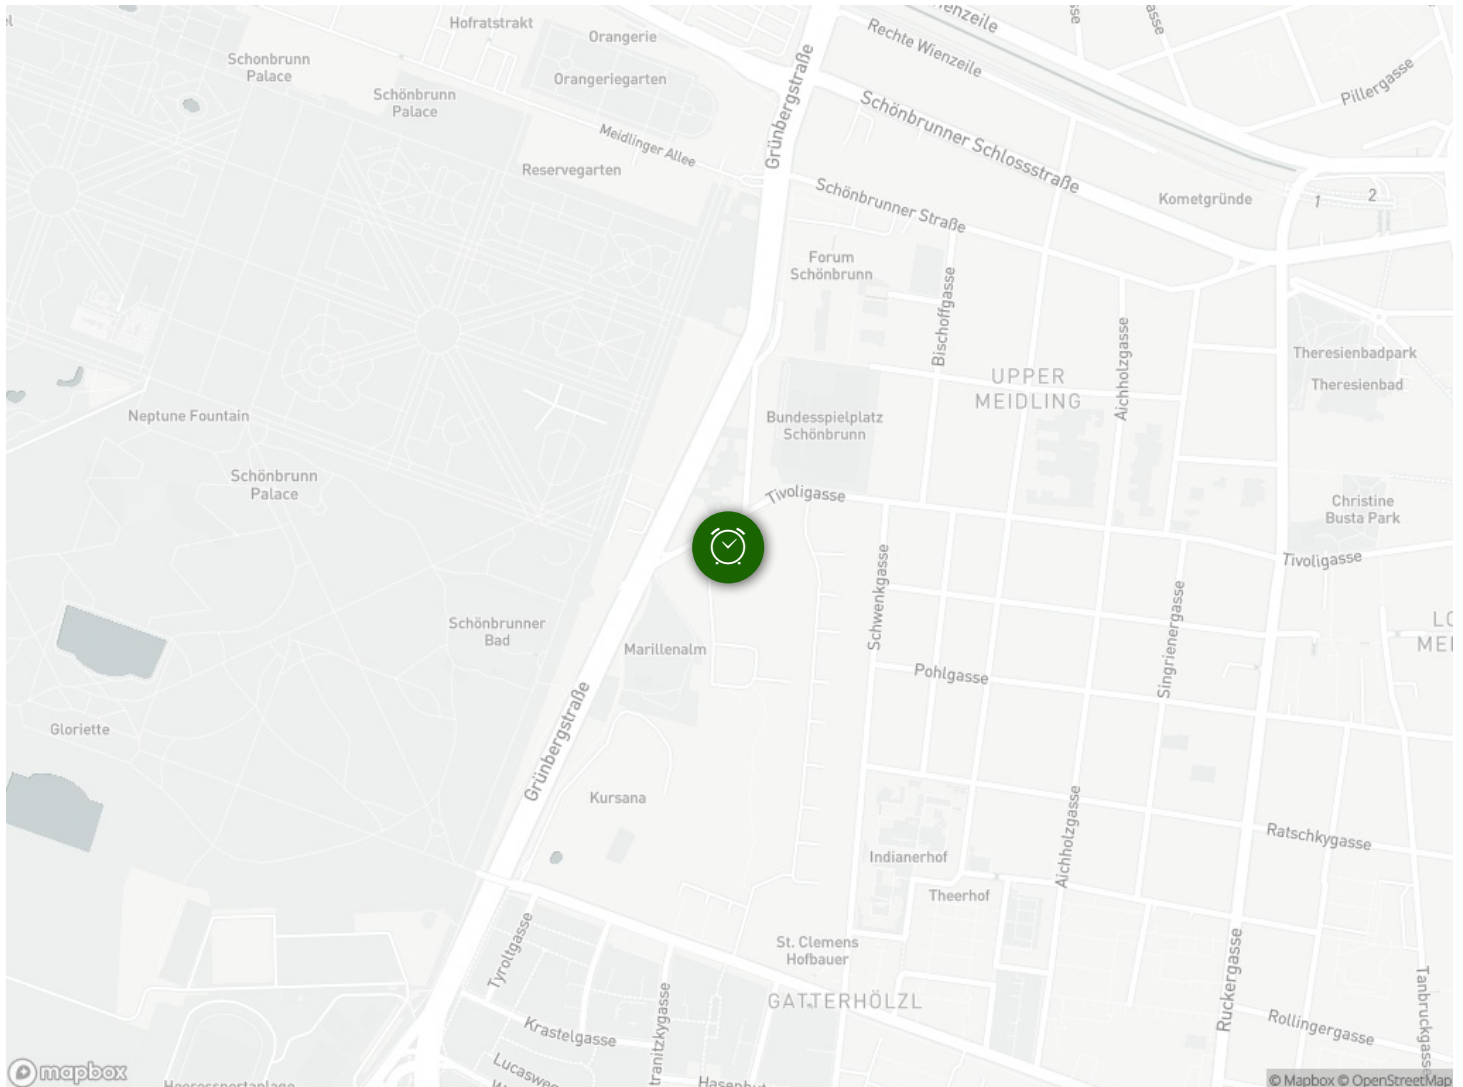 Hofratstrakt
Orangerie
Schonbrunn
Palace
Orangeriegarten
Schönbrunn
Palace
Meidlinger Allee
Reservegarten
Grünbergstraße
Rechte Wienzeile
Pillergasse
Schönbrunner Schlossstraße
Schönbrunner Straße
Kometgründe
1
2
Forum
Schönbrunn
Bischoffgasse
Aichholzgasse
UPPER
MEIDLING
Theresienbadpark
Theresienbad
Neptune Fountain
Bundesspielplatz
Schönbrunn
Schönbrunn
Palace
Tivoligasse
Christine
Busta Park
Tivoligasse
Schwenkgasse
Singrienergasse
Schönbrunner
Bad
Marillenalm
Pohlgasse
Gloriette
Grünbergstraße
Kursana
Aichholzgasse
Ratschkygasse
Indianerhof
Theerhof
Tyroltgasse
St. Clemens
Hofbauer
GATTERHÖLZL
Ruckergasse
Krastelgasse
Rollingergasse
mapbox
© Mapbox © OpenStreetMap